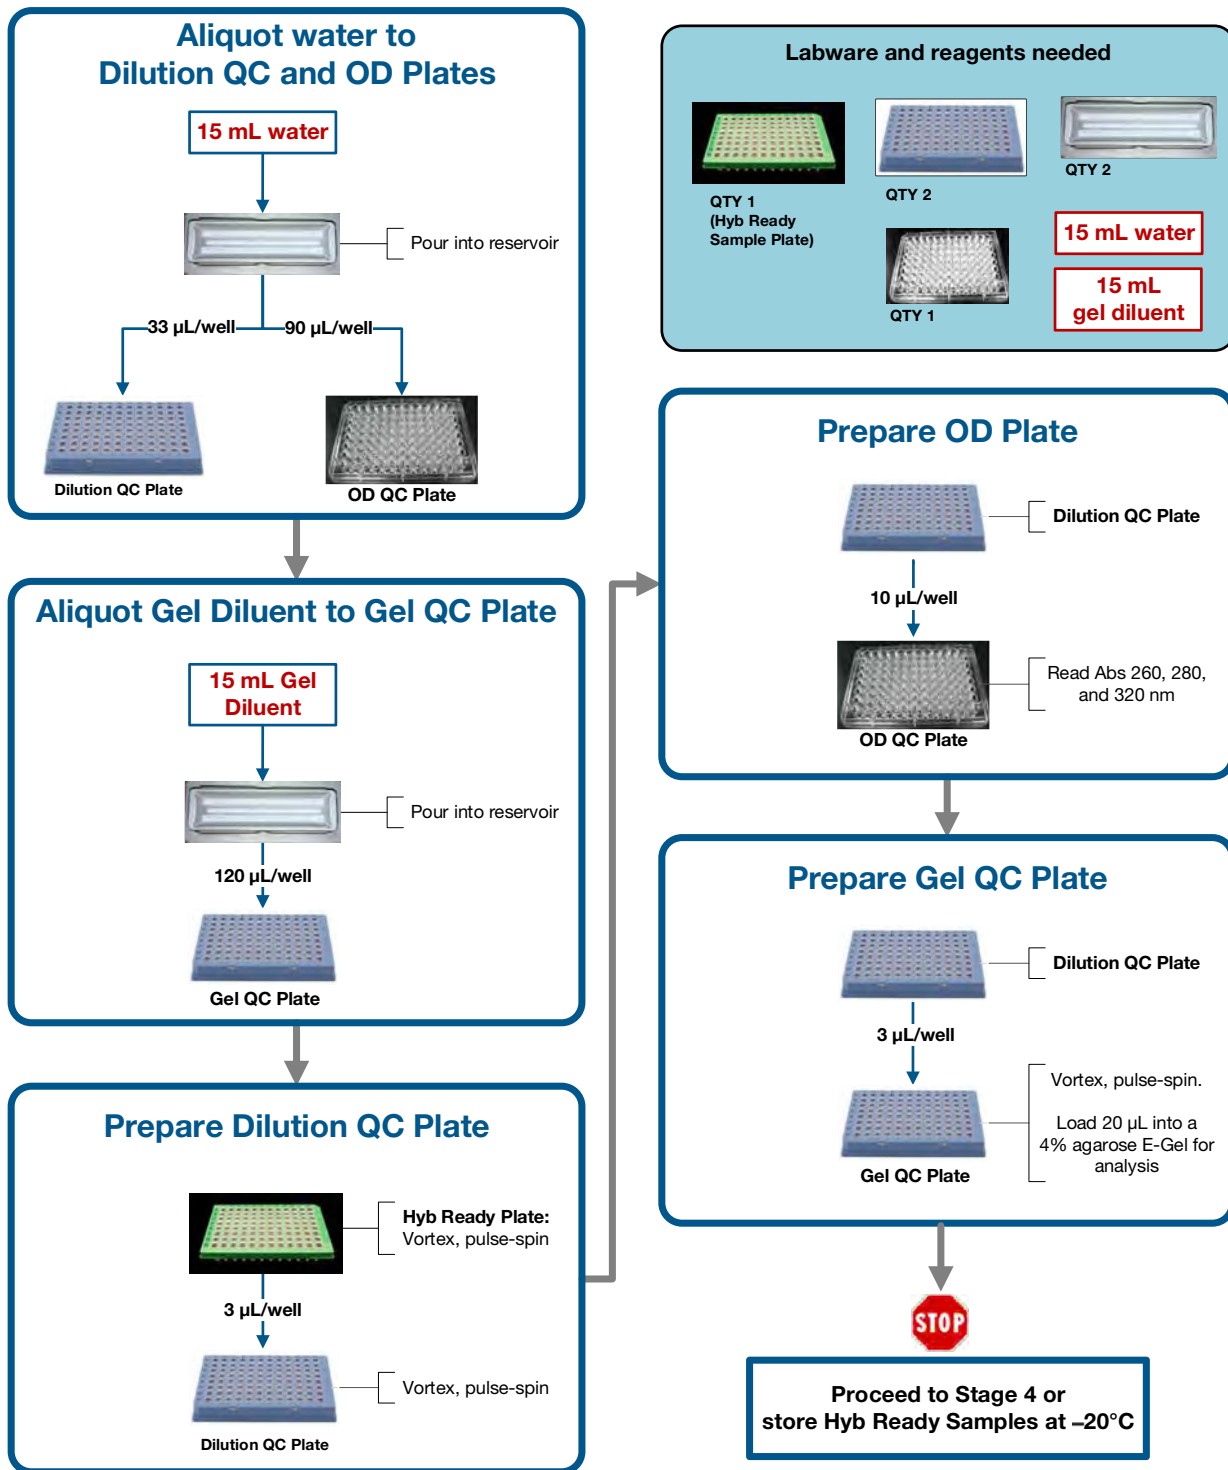 Aliquot water to
Dilution QC and OD Plates
15 mL water
Pour into reservoir
33 µL/well
90 µL/well
Dilution QC Plate
OD QC Plate
Aliquot Gel Diluent to Gel QC Plate
15 mL Gel
Diluent
Pour into reservoir
120 µL/well
Gel QC Plate
Prepare Dilution QC Plate
Hyb Ready Plate:
Vortex, pulse-spin
3 µL/well
Vortex, pulse-spin
Dilution QC Plate
Labware and reagents needed
QTY 1
(Hyb Ready
Sample Plate)
QTY 2
QTY 2
QTY 1
15 mL water
15 mL
gel diluent
Prepare OD Plate
Dilution QC Plate
10 µL/well
Read Abs 260, 280,
and 320 nm
OD QC Plate
Prepare Gel QC Plate
Dilution QC Plate
3 µL/well
Vortex, pulse-spin.
Load 20 µL into a
4% agarose E-Gel for
analysis
Gel QC Plate
STOP
Proceed to Stage 4 or
store Hyb Ready Samples at –20°C